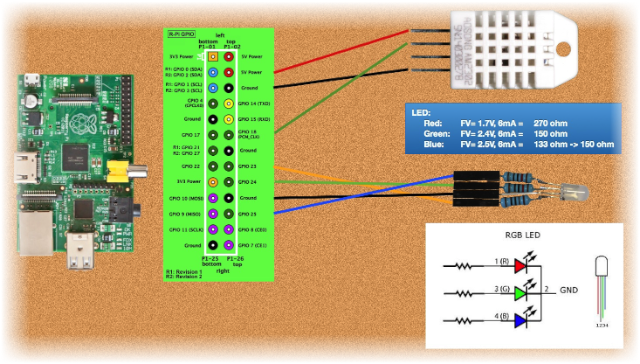 R-PI GPIO
left
bottom top
P1-01 P1-02
3V3 Power
5V Power
R1: GPIO 0 (SDA)
R2: GPIO 2 (SDA)
5V Power
R1: GPIO 1 (SCL)
R2: GPIO 3 (SCL)
Ground
GPIO 4
GPIO 14 (TXD)
Ground
GPIO 15 (RXD)
GPIO 17
GPIO 18
(PCM_CLK)
R1: GPIO 21
R2: GPIO 27
Ground
GPIO 22
GPIO 23
3V3 Power
GPIO 24
GPIO 10 (MOSI)
Ground
GPIO 9 (MISO)
GPIO 25
GPIO 11 (SCLK)
GPIO 8 (CE0)
Ground
GPIO 7 (CE1)
P1-25 P1-26
bottom top
R1: Revision 1
R2: Revision 2
right
LED:
Red: FV= 1.7V, 6mA = 270 ohm
Green: FV= 2.4V, 6mA = 150 ohm
Blue: FV= 2.5V, 6mA = 133 ohm -> 150 ohm
RGB LED
1 (R)
3 (G)
2
GND
4 (B)
1 2 3 4